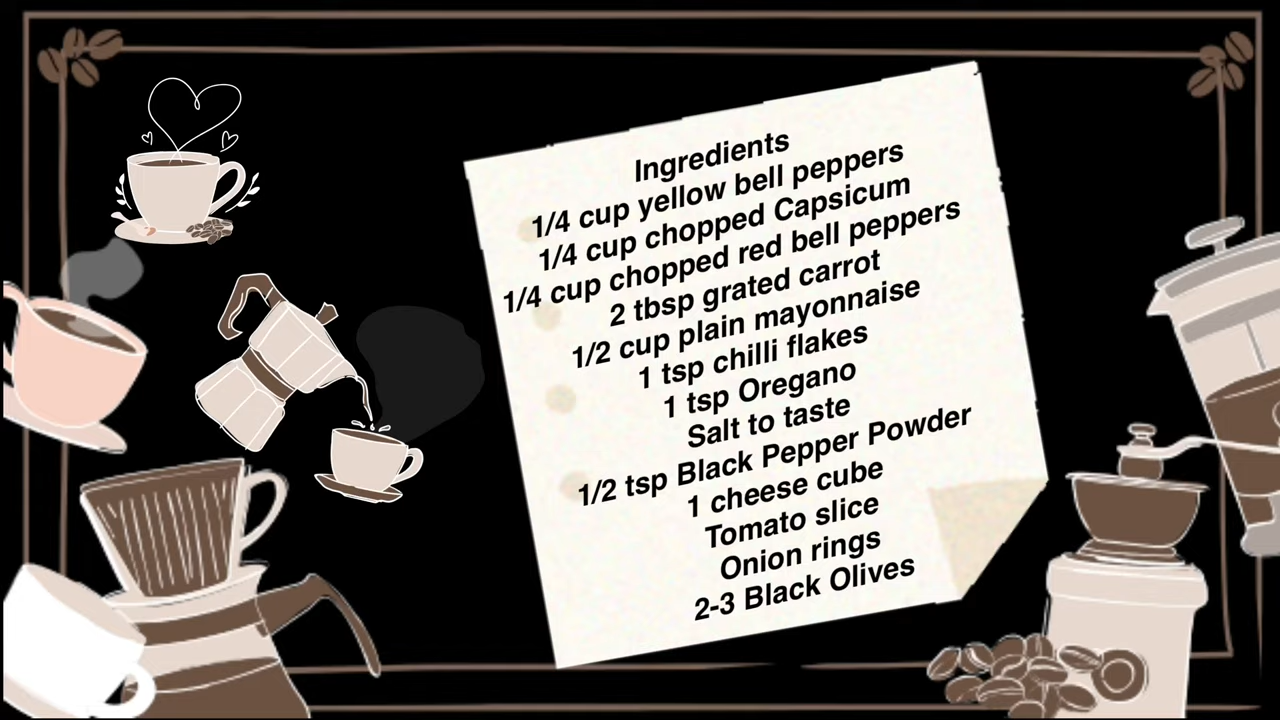 Ingredients
1/4 cup yellow bell peppers
1/4 cup chopped Capsicum
1/4 cup chopped red bell peppers
2 tbsp grated carrot
1/2 cup plain mayonnaise
1 tsp chilli flakes
1 tsp Oregano
Salt to taste
1/2 tsp Black Pepper Powder
1 cheese cube
Tomato slice
Onion rings
2-3 Black Olives